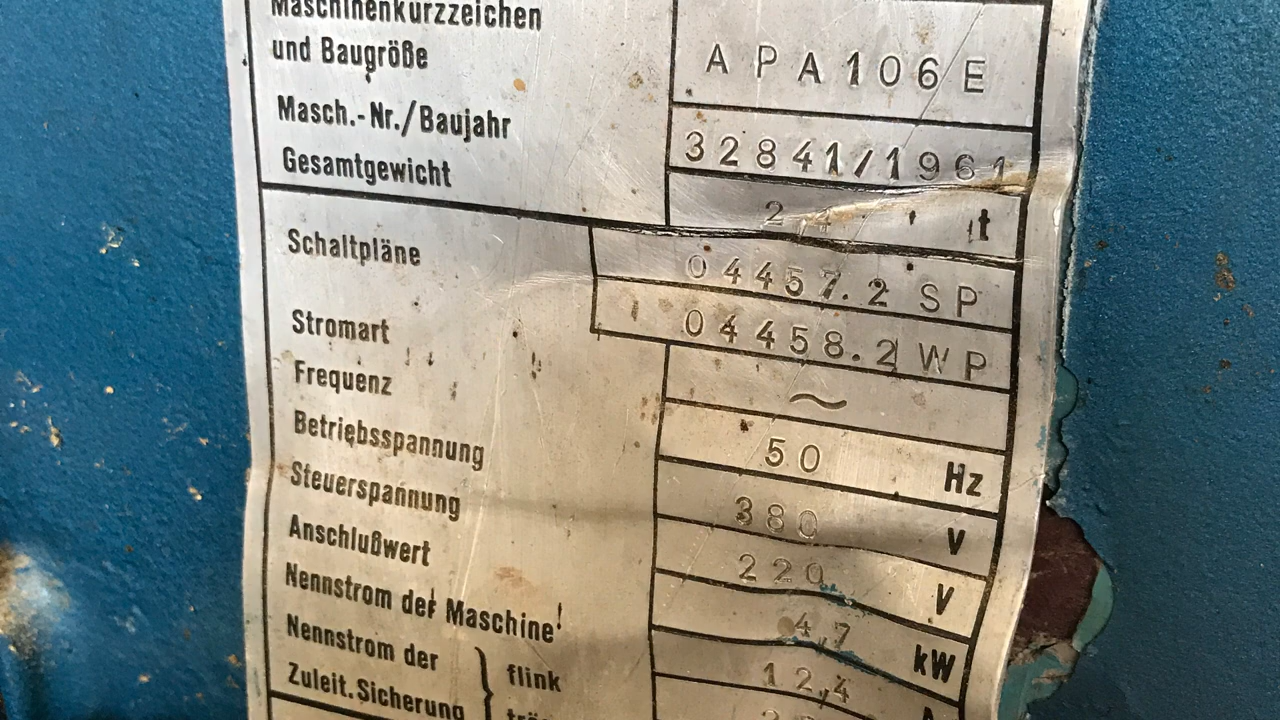 Maschinenkurzzeichen
und Baugröße APA106E
Masch.-Nr./Baujahr 32841/1961
Gesamtgewicht t
Schaltpläne 04457.2 SP
04458.2 WP
Stromart ~
Frequenz 50 Hz
Betriebsspannung 380 V
Steuerspannung 220 V
Anschlußwert 4,7 kW
Nennstrom der Maschine 12,4
Nennstrom der
Zuleit. Sicherung } flink